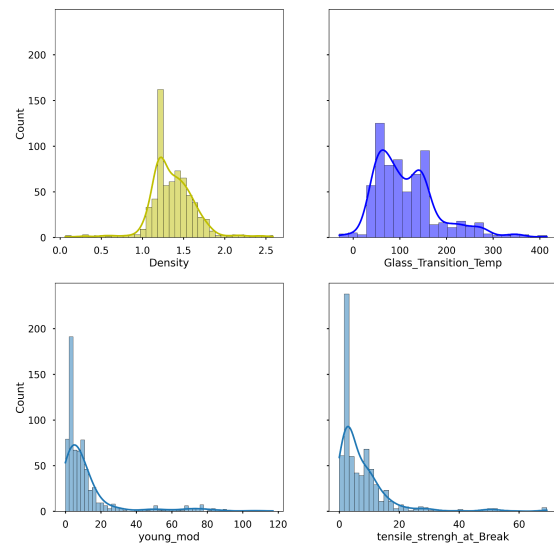 250
200
150
100
50
0
Count
0.0 0.5 1.0 1.5 2.0 2.5
Density
0 100 200 300 400
Glass_Transition_Temp
250
200
150
100
50
0
Count
0 20 40 60 80 100 120
young_mod
0 20 40 60
tensile_strengh_at_Break